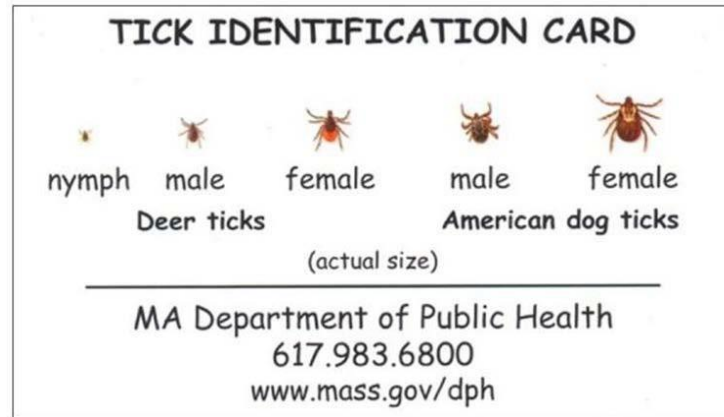 TICK IDENTIFICATION CARD
nymph male female male female
Deer ticks American dog ticks
(actual size)
MA Department of Public Health
617.983.6800
www.mass.gov/dph